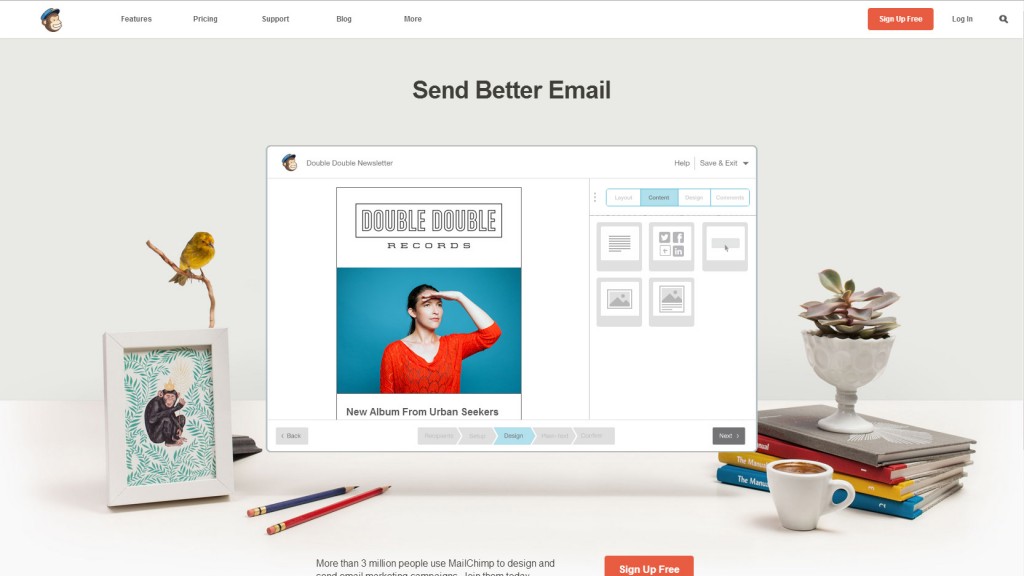 Features
Pricing
Support
Blog
More
Sign Up Free
Log In
Send Better Email
Double Double Newsletter
Help
Save & Exit
Layout
Content
Design
Comments
DOUBLE DOUBLE
RECORDS
New Album From Urban Seekers
‹ Back
Recipients
Setup
Design
Confirm
Next ›
The Manual
The Manual
More than 3 million people use MailChimp to design and
send email marketing campaigns. Join them today.
Sign Up Free